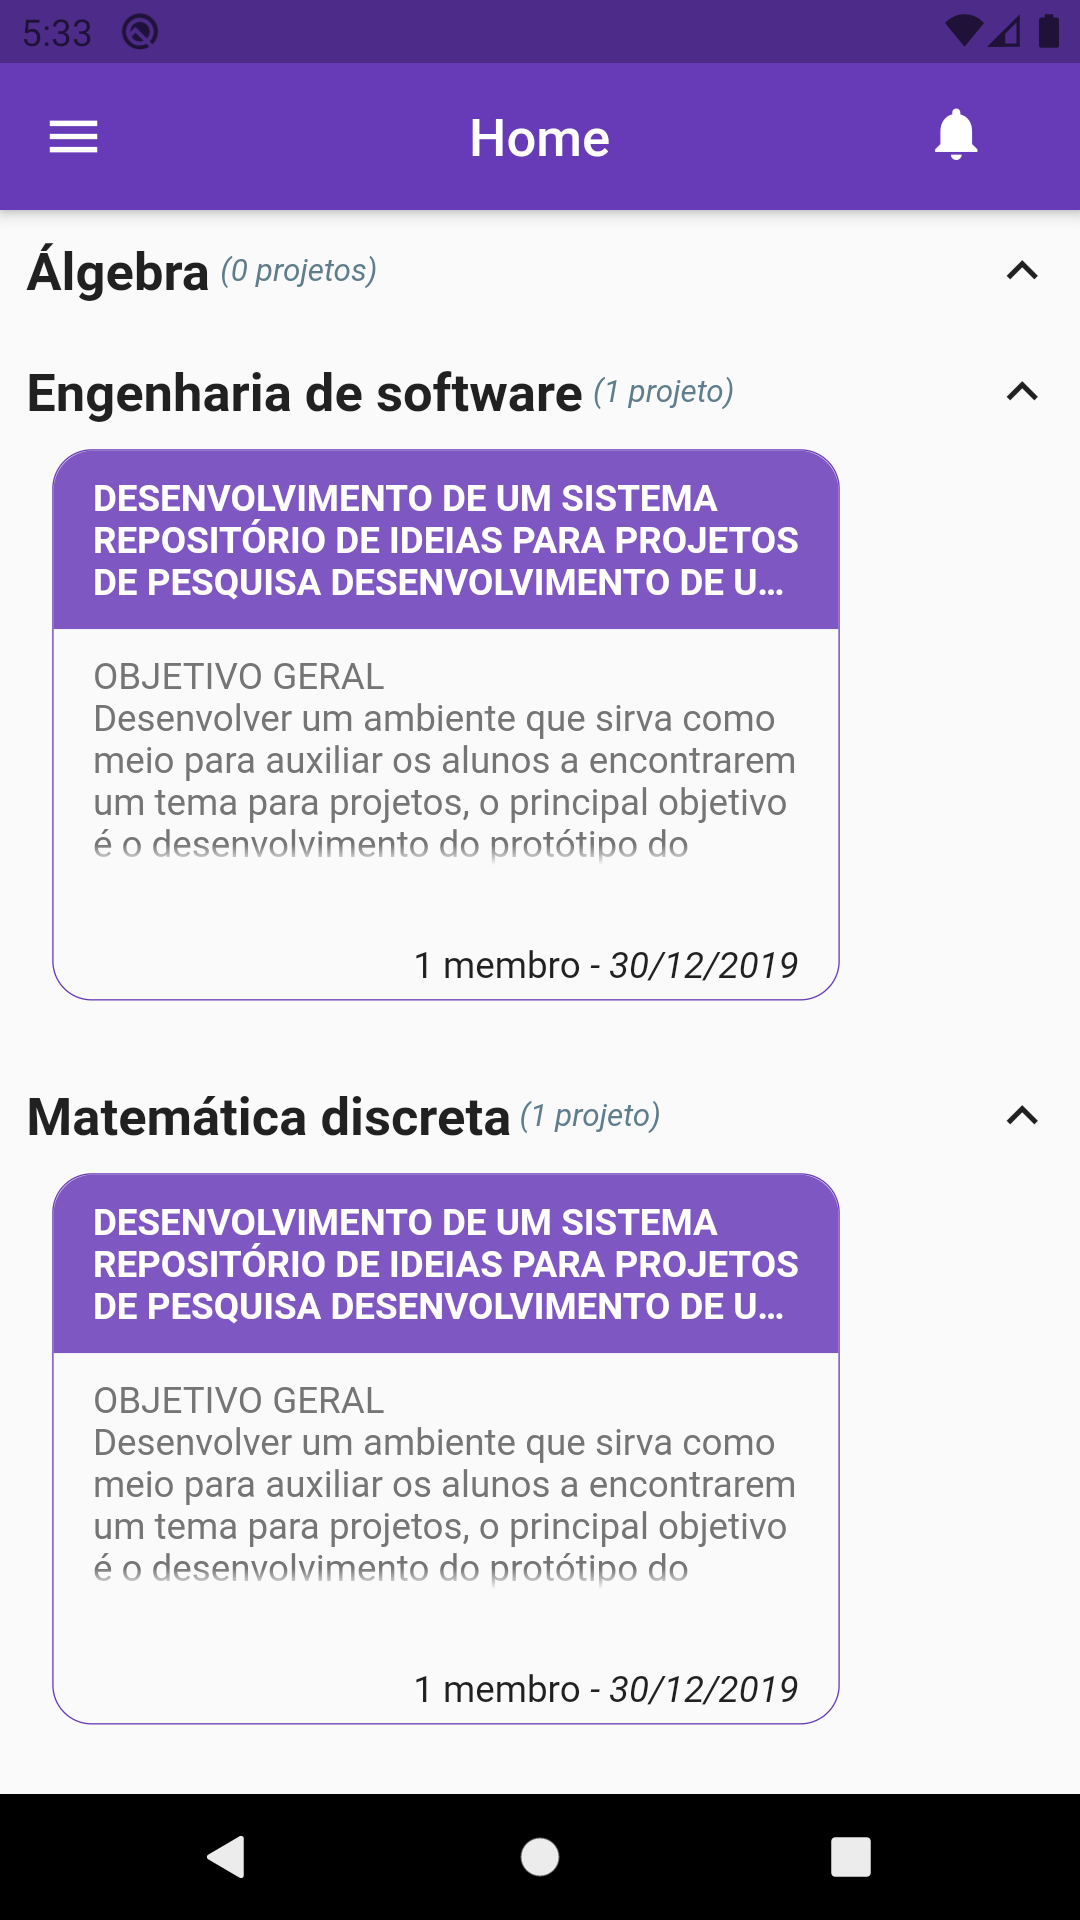 5:33
Home
Álgebra (0 projetos)
Engenharia de software (1 projeto)
DESENVOLVIMENTO DE UM SISTEMA
REPOSITÓRIO DE IDEIAS PARA PROJETOS
DE PESQUISA DESENVOLVIMENTO DE U...
OBJETIVO GERAL
Desenvolver um ambiente que sirva como
meio para auxiliar os alunos a encontrarem
um tema para projetos, o principal objetivo
é o desenvolvimento do protótipo do
1 membro - 30/12/2019
Matemática discreta (1 projeto)
DESENVOLVIMENTO DE UM SISTEMA
REPOSITÓRIO DE IDEIAS PARA PROJETOS
DE PESQUISA DESENVOLVIMENTO DE U...
OBJETIVO GERAL
Desenvolver um ambiente que sirva como
meio para auxiliar os alunos a encontrarem
um tema para projetos, o principal objetivo
é o desenvolvimento do protótipo do
1 membro - 30/12/2019